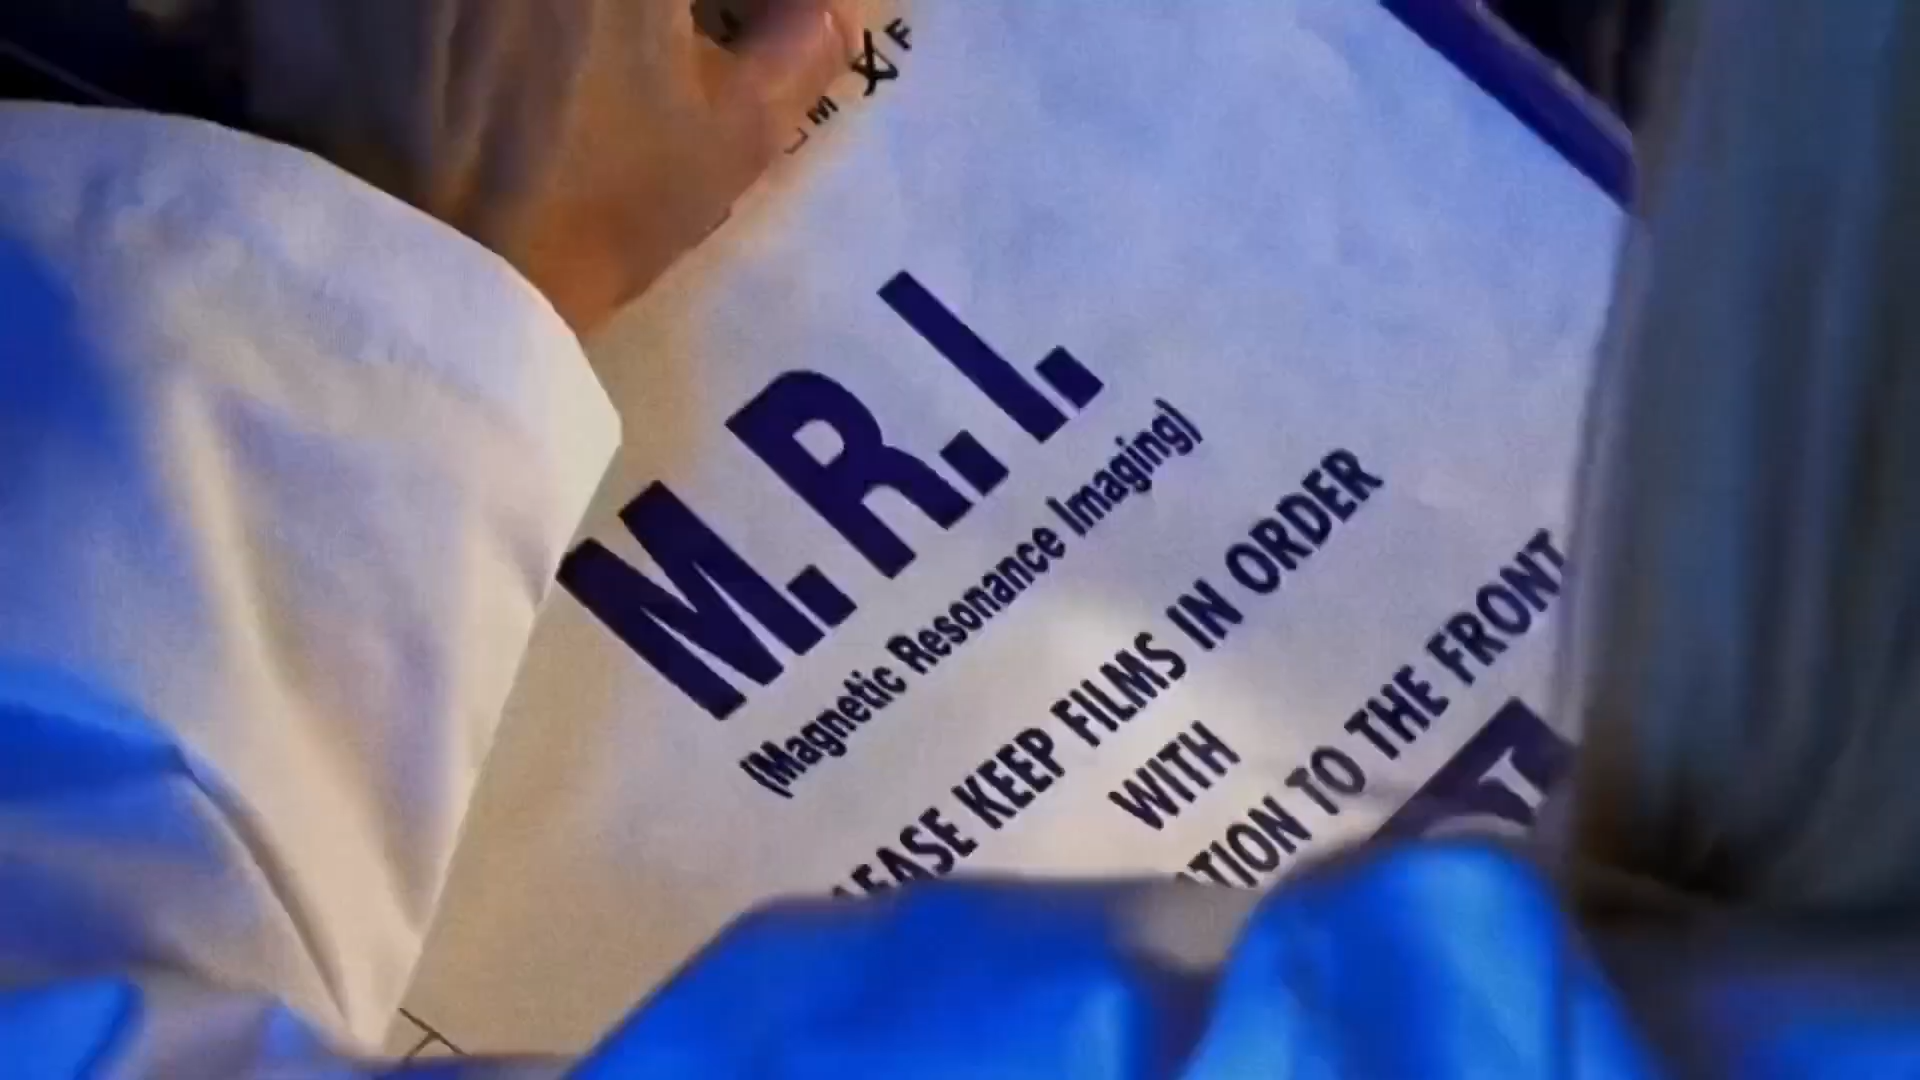 M X F
M.R.I.
(Magnetic Resonance Imaging)
KEEP FILMS IN ORDER
WITH
TO THE FRONT